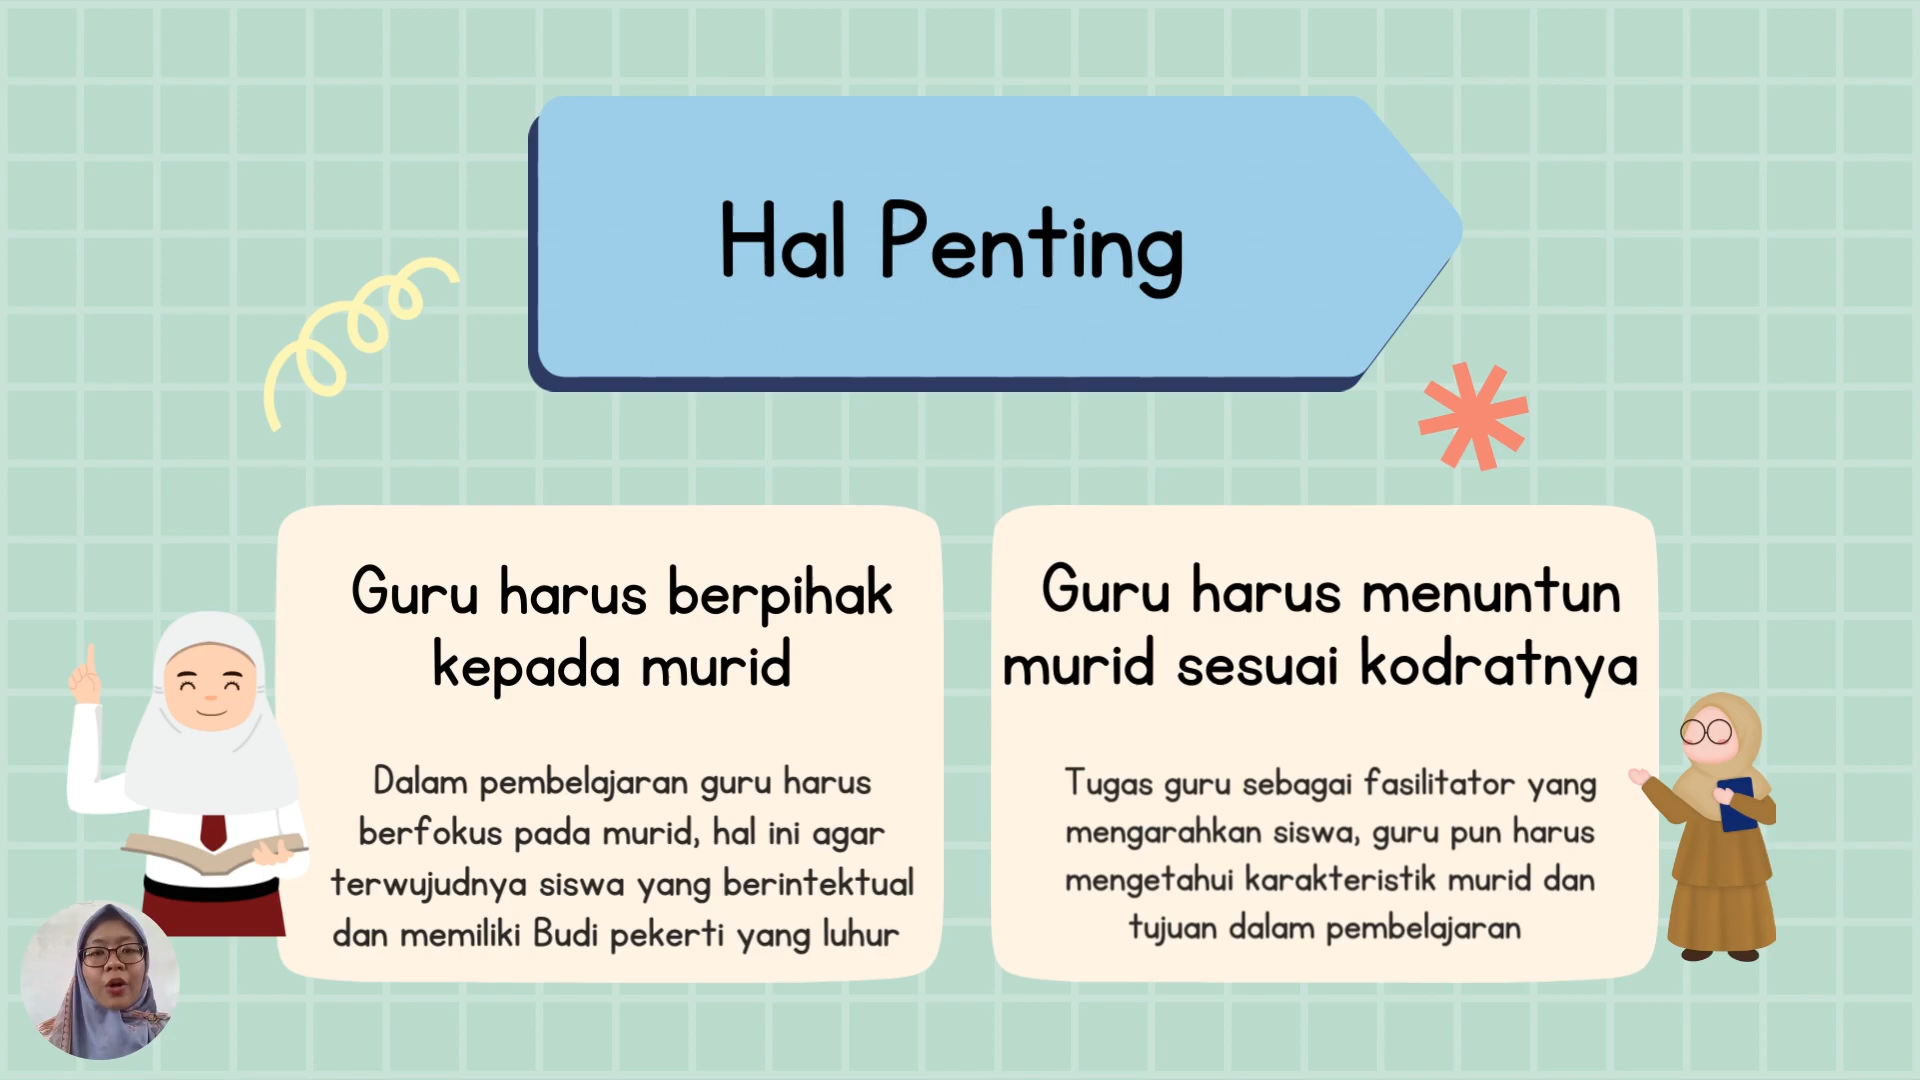 Hal Penting
Guru harus berpihak
kepada murid
Dalam pembelajaran guru harus
berfokus pada murid, hal ini agar
terwujudnya siswa yang berintektual
dan memiliki Budi pekerti yang luhur
Guru harus menuntun
murid sesuai kodratnya
Tugas guru sebagai fasilitator yang
mengarahkan siswa, guru pun harus
mengetahui karakteristik murid dan
tujuan dalam pembelajaran